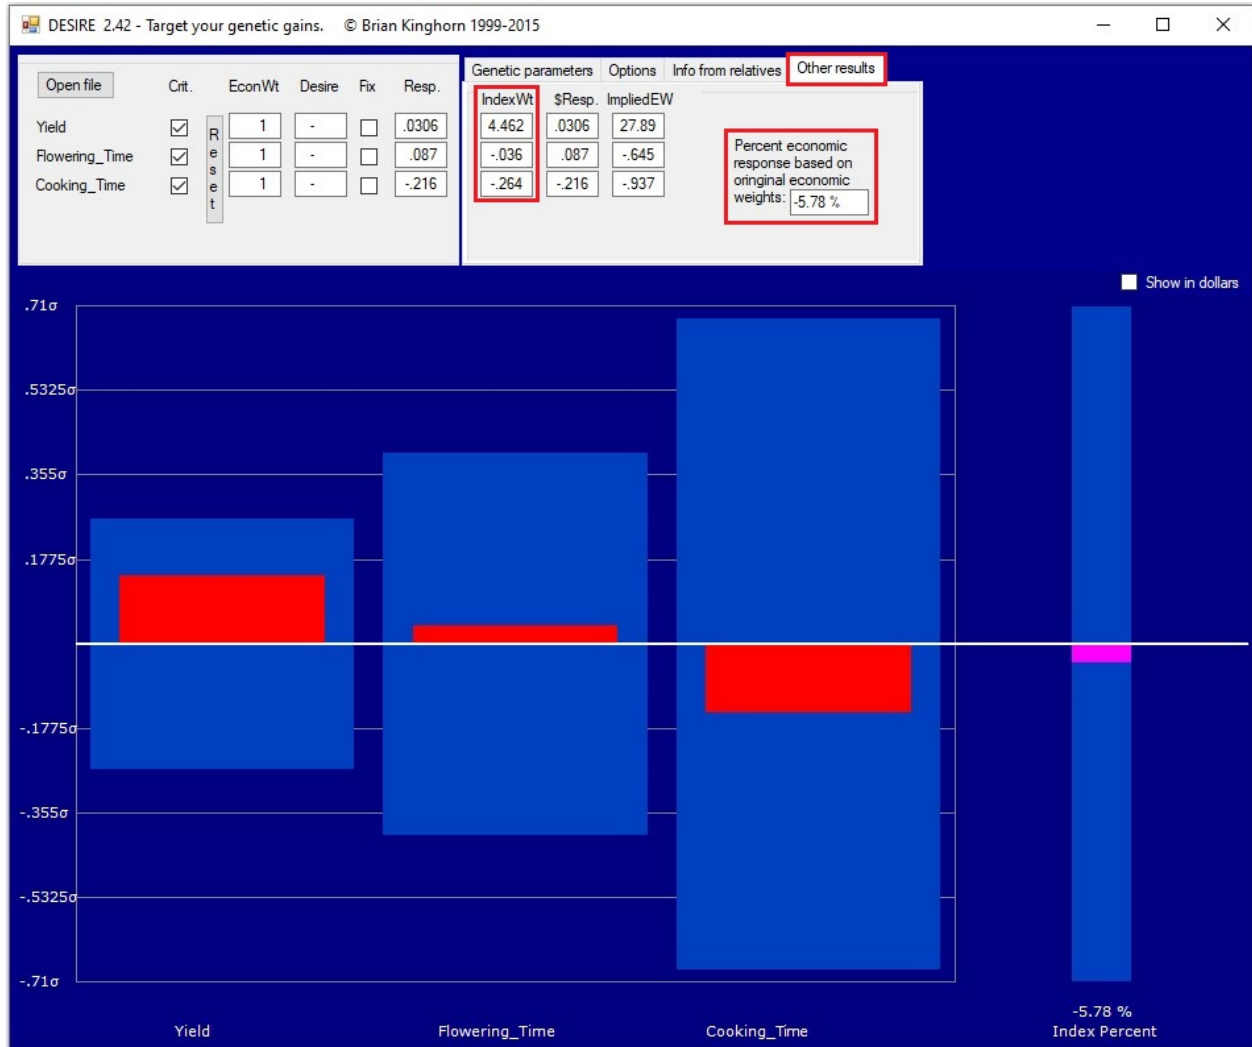 DESIRE 2.42 - Target your genetic gains. © Brian Kinghorn 1999-2015
Open file Crit. EconWt Desire Fix Resp.
Reset
Yield 1 - .0306
Flowering_Time 1 - .087
Cooking_Time 1 - -.216
Genetic parameters Options Info from relatives Other results
IndexWt $Resp. ImpliedEW
4.462 .0306 27.89
-.036 .087 -.645
-.264 -.216 -.937
Percent economic
response based on
oringinal economic
weights: -5.78 %
Show in dollars
.71σ
.5325σ
.355σ
.1775σ
-.1775σ
-.355σ
-.5325σ
-.71σ
-5.78 %
Yield Flowering_Time Cooking_Time Index Percent